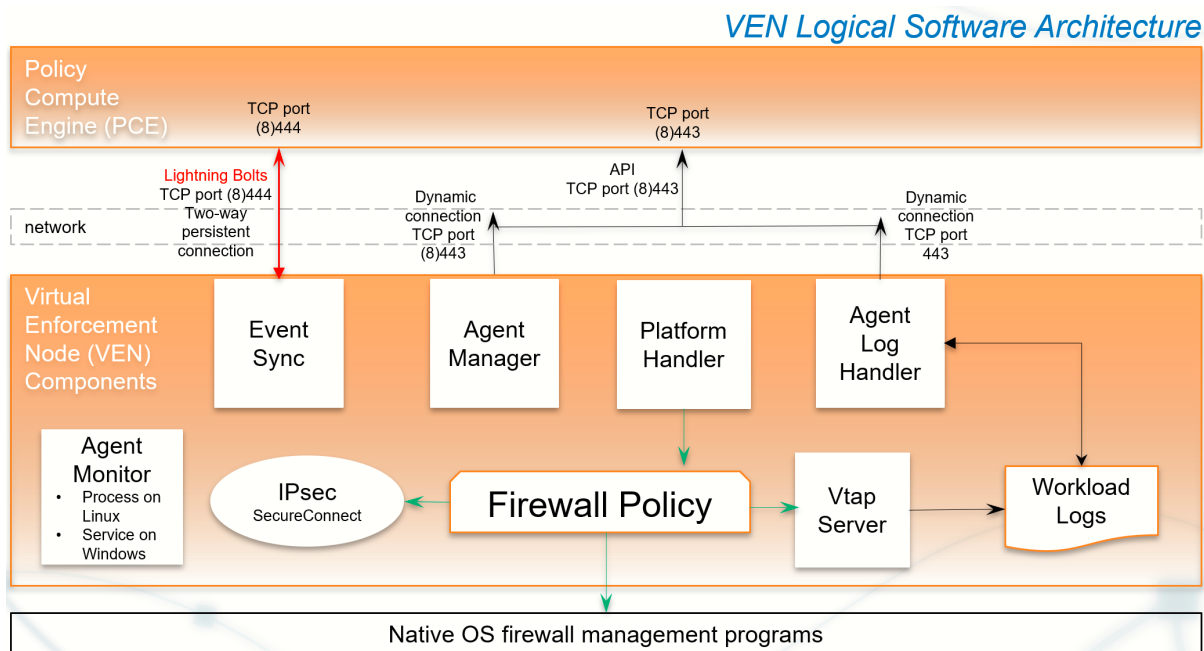 VEN Logical Software Architecture
Policy
Compute
Engine (PCE)
TCP port
(8)444
TCP port
(8)443
Lightning Bolts
TCP port (8)444
Two-way
persistent
connection
API
TCP port (8)443
Dynamic
connection
TCP port
(8)443
Dynamic
connection
TCP port
443
network
Virtual
Enforcement
Node (VEN)
Components
Event
Sync
Agent
Manager
Platform
Handler
Agent
Log
Handler
Agent
Monitor
• Process on
Linux
• Service on
Windows
IPsec
SecureConnect
Firewall Policy
Vtap
Server
Workload
Logs
Native OS firewall management programs